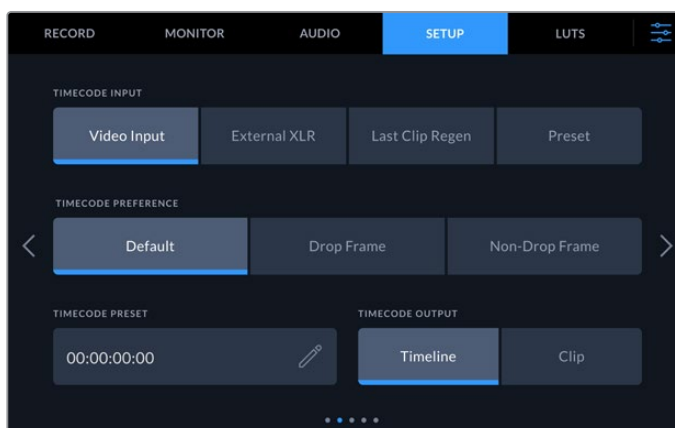 RECORD MONITOR AUDIO SETUP LUTS
TIMECODE INPUT
Video Input External XLR Last Clip Regen Preset
TIMECODE PREFERENCE
Default Drop Frame Non-Drop Frame
TIMECODE PRESET TIMECODE OUTPUT
00:00:00:00 Timeline Clip